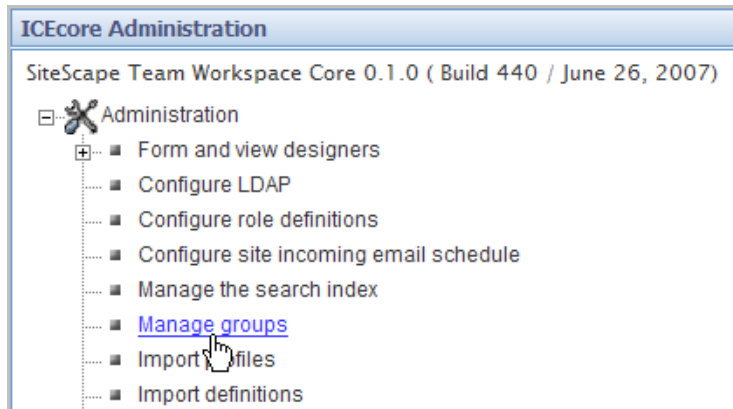 ICEcore Administration
SiteScape Team Workspace Core 0.1.0 ( Build 440 / June 26, 2007)
Administration
Form and view designers
Configure LDAP
Configure role definitions
Configure site incoming email schedule
Manage the search index
Manage groups
Import profiles
Import definitions